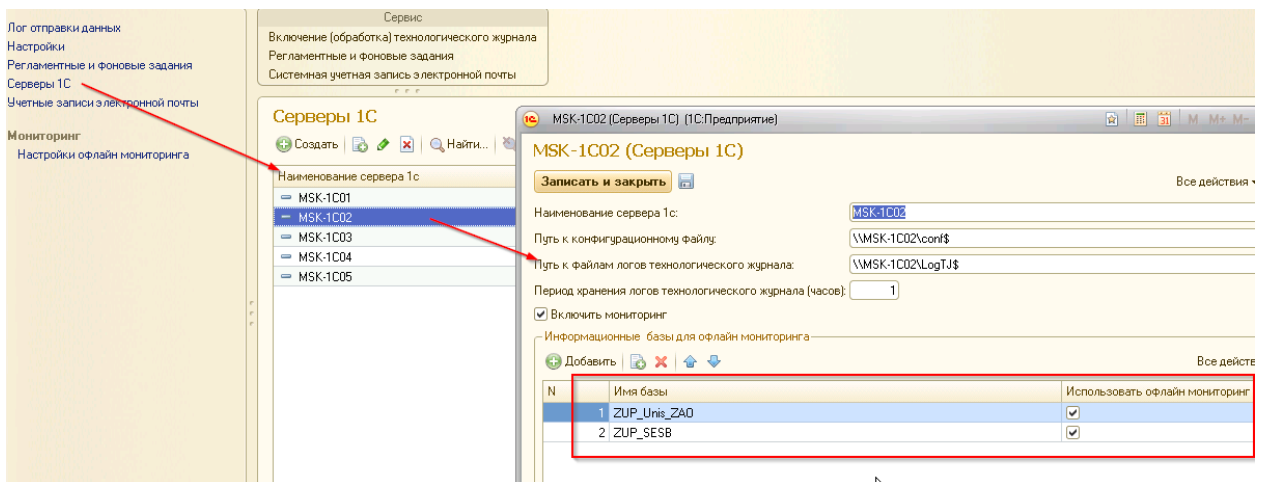 Лог отправки данных
Настройки
Регламентные и фоновые задания
Серверы 1С
Учетные записи электронной почты
Мониторинг
Настройки офлайн мониторинга
Сервис
Включение (обработка) технологического журнала
Регламентные и фоновые задания
Системная учетная запись электронной почты
Серверы 1С
Создать
Найти...
Наименование сервера 1с
MSK-1C01
MSK-1C02
MSK-1C03
MSK-1C04
MSK-1C05
MSK-1C02 (Серверы 1С) (1С:Предприятие)
M M+ M-
MSK-1C02 (Серверы 1С)
Записать и закрыть
Все действия
Наименование сервера 1с: MSK-1C02
Путь к конфигурационному файлу: \\MSK-1C02\conf$
Путь к файлам логов технологического журнала: \\MSK-1C02\LogTJ$
Период хранения логов технологического журнала (часов): 1
Включить мониторинг
Информационные базы для офлайн мониторинга
Добавить
Все действ
N Имя базы Использовать офлайн мониторинг
1 ZUP_Unis_ZAO
2 ZUP_SESB